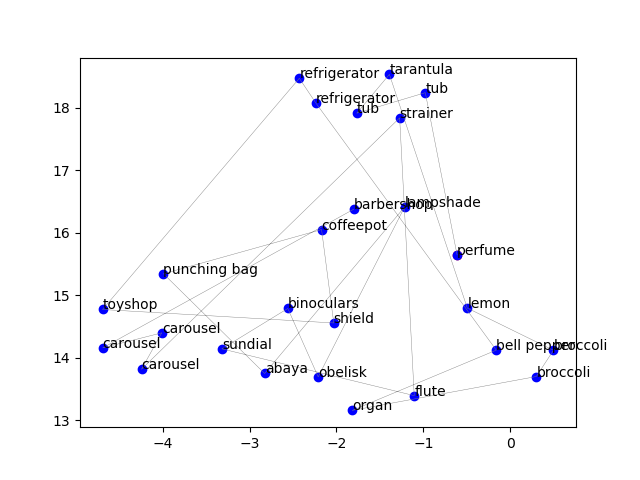 refrigerator
tarantula
tub
refrigerator
tub
strainer
18
17
barbershop
lampshade
16
coffeepot
perfume
punching bag
15
toyshop
binoculars
lemon
shield
carousel
carousel
sundial
bell pepper
broccoli
14
carousel
abaya
obelisk
broccoli
flute
organ
13
−4
−3
−2
−1
0